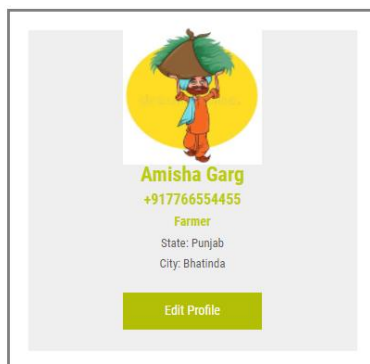 Amisha Garg
+917766554455
Farmer
State: Punjab
City: Bhatinda
Edit Profile